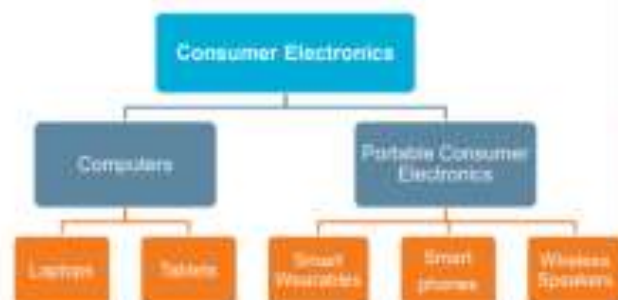 Consumer Electronics
Computers
Portable Consumer
Electronics
Laptops
Tablets
Smart
Wearables
Smart
phones
Wireless
Speakers